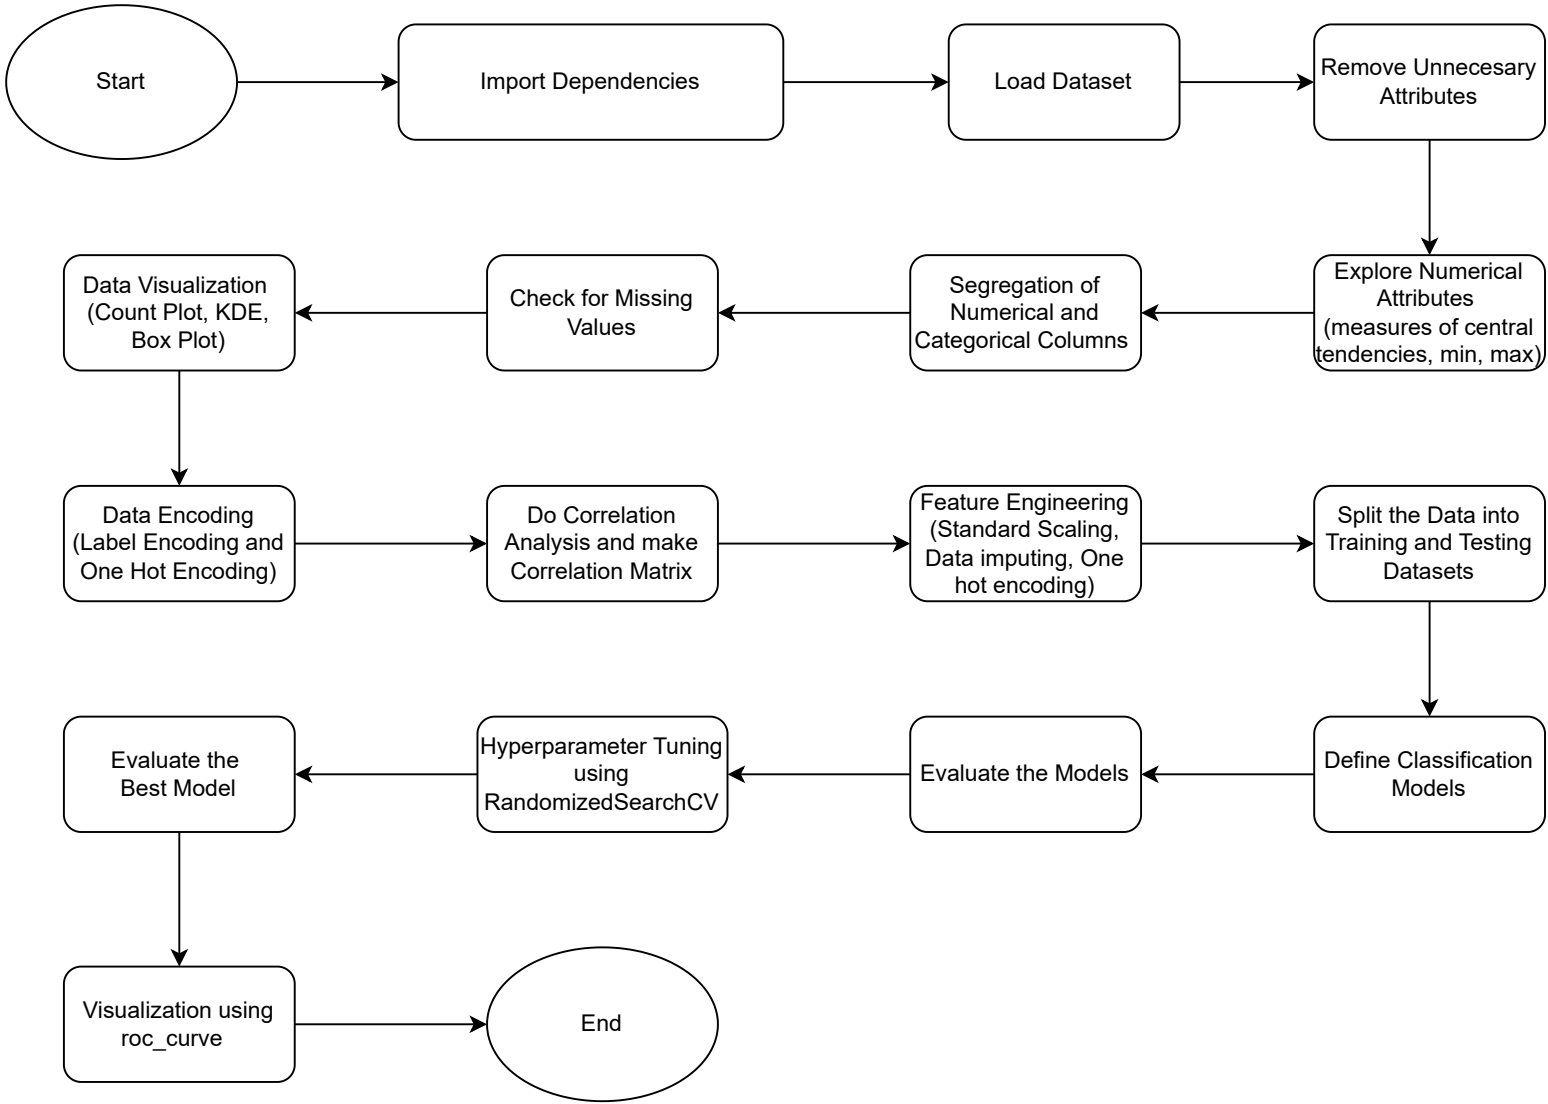 Start
Import Dependencies
Load Dataset
Remove Unnecesary
Attributes
Data Visualization
(Count Plot, KDE,
Box Plot)
Check for Missing
Values
Segregation of
Numerical and
Categorical Columns
Explore Numerical
Attributes
(measures of central
tendencies, min, max)
Data Encoding
(Label Encoding and
One Hot Encoding)
Do Correlation
Analysis and make
Correlation Matrix
Feature Engineering
(Standard Scaling,
Data imputing, One
hot encoding)
Split the Data into
Training and Testing
Datasets
Evaluate the
Best Model
Hyperparameter Tuning
using
RandomizedSearchCV
Evaluate the Models
Define Classification
Models
Visualization using
roc_curve
End